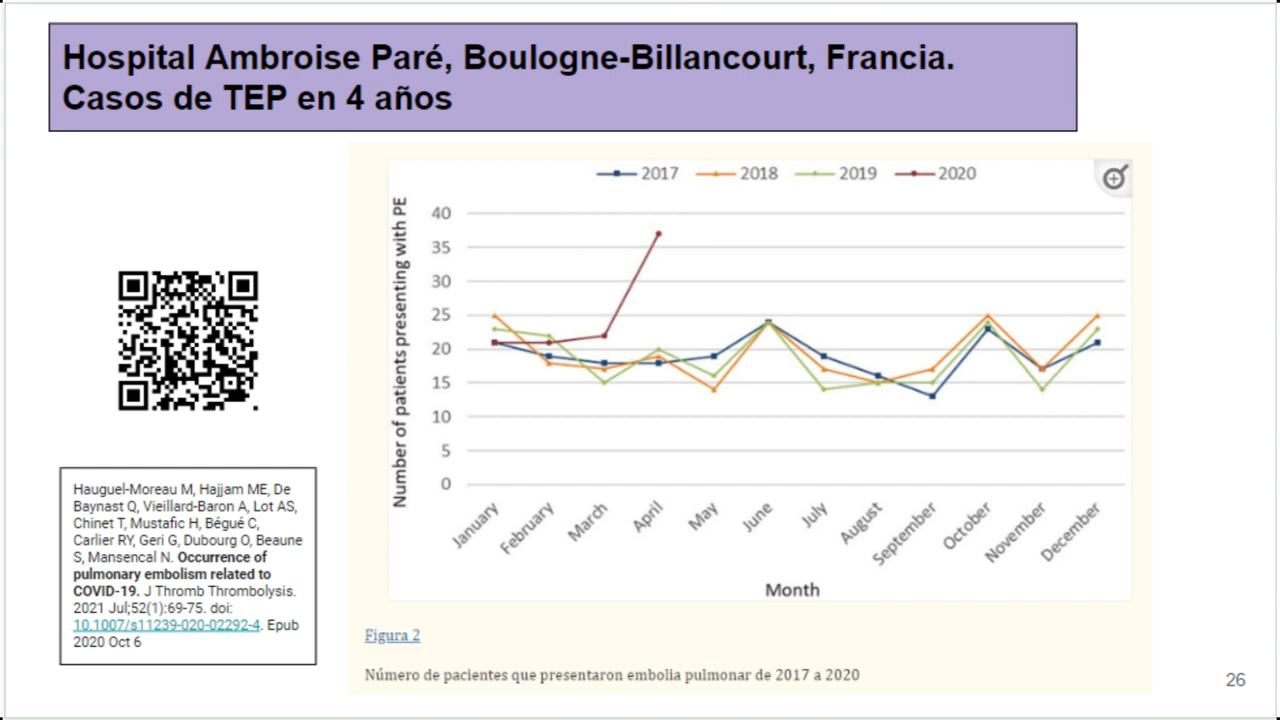 Hospital Ambroise Paré, Boulogne-Billancourt, Francia.
Casos de TEP en 4 años
2017 2018 2019 2020
Number of patients presenting with PE
40
35
30
25
20
15
10
5
0
January February March April May June July August September October November December
Month
Hauguel-Moreau M, Hajjam ME, De
Baynast Q, Vieillard-Baron A, Lot AS,
Chinet T, Mustafic H, Bégué C,
Carlier RY, Geri G, Dubourg O, Beaune
S, Mansencal N. Occurrence of
pulmonary embolism related to
COVID-19. J Thromb Thrombolysis.
2021 Jul;52(1):69-75. doi:
10.1007/s11239-020-02292-4. Epub
2020 Oct 6
Figura 2
Número de pacientes que presentaron embolia pulmonar de 2017 a 2020
26